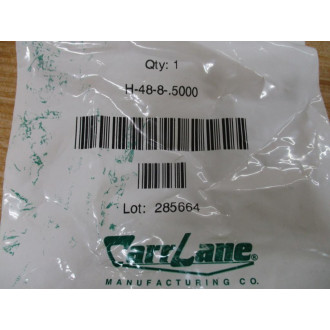 Qty: 1
H-48-8-.5000
Lot: 285664
CarrLane®
MANUFACTURING CO.